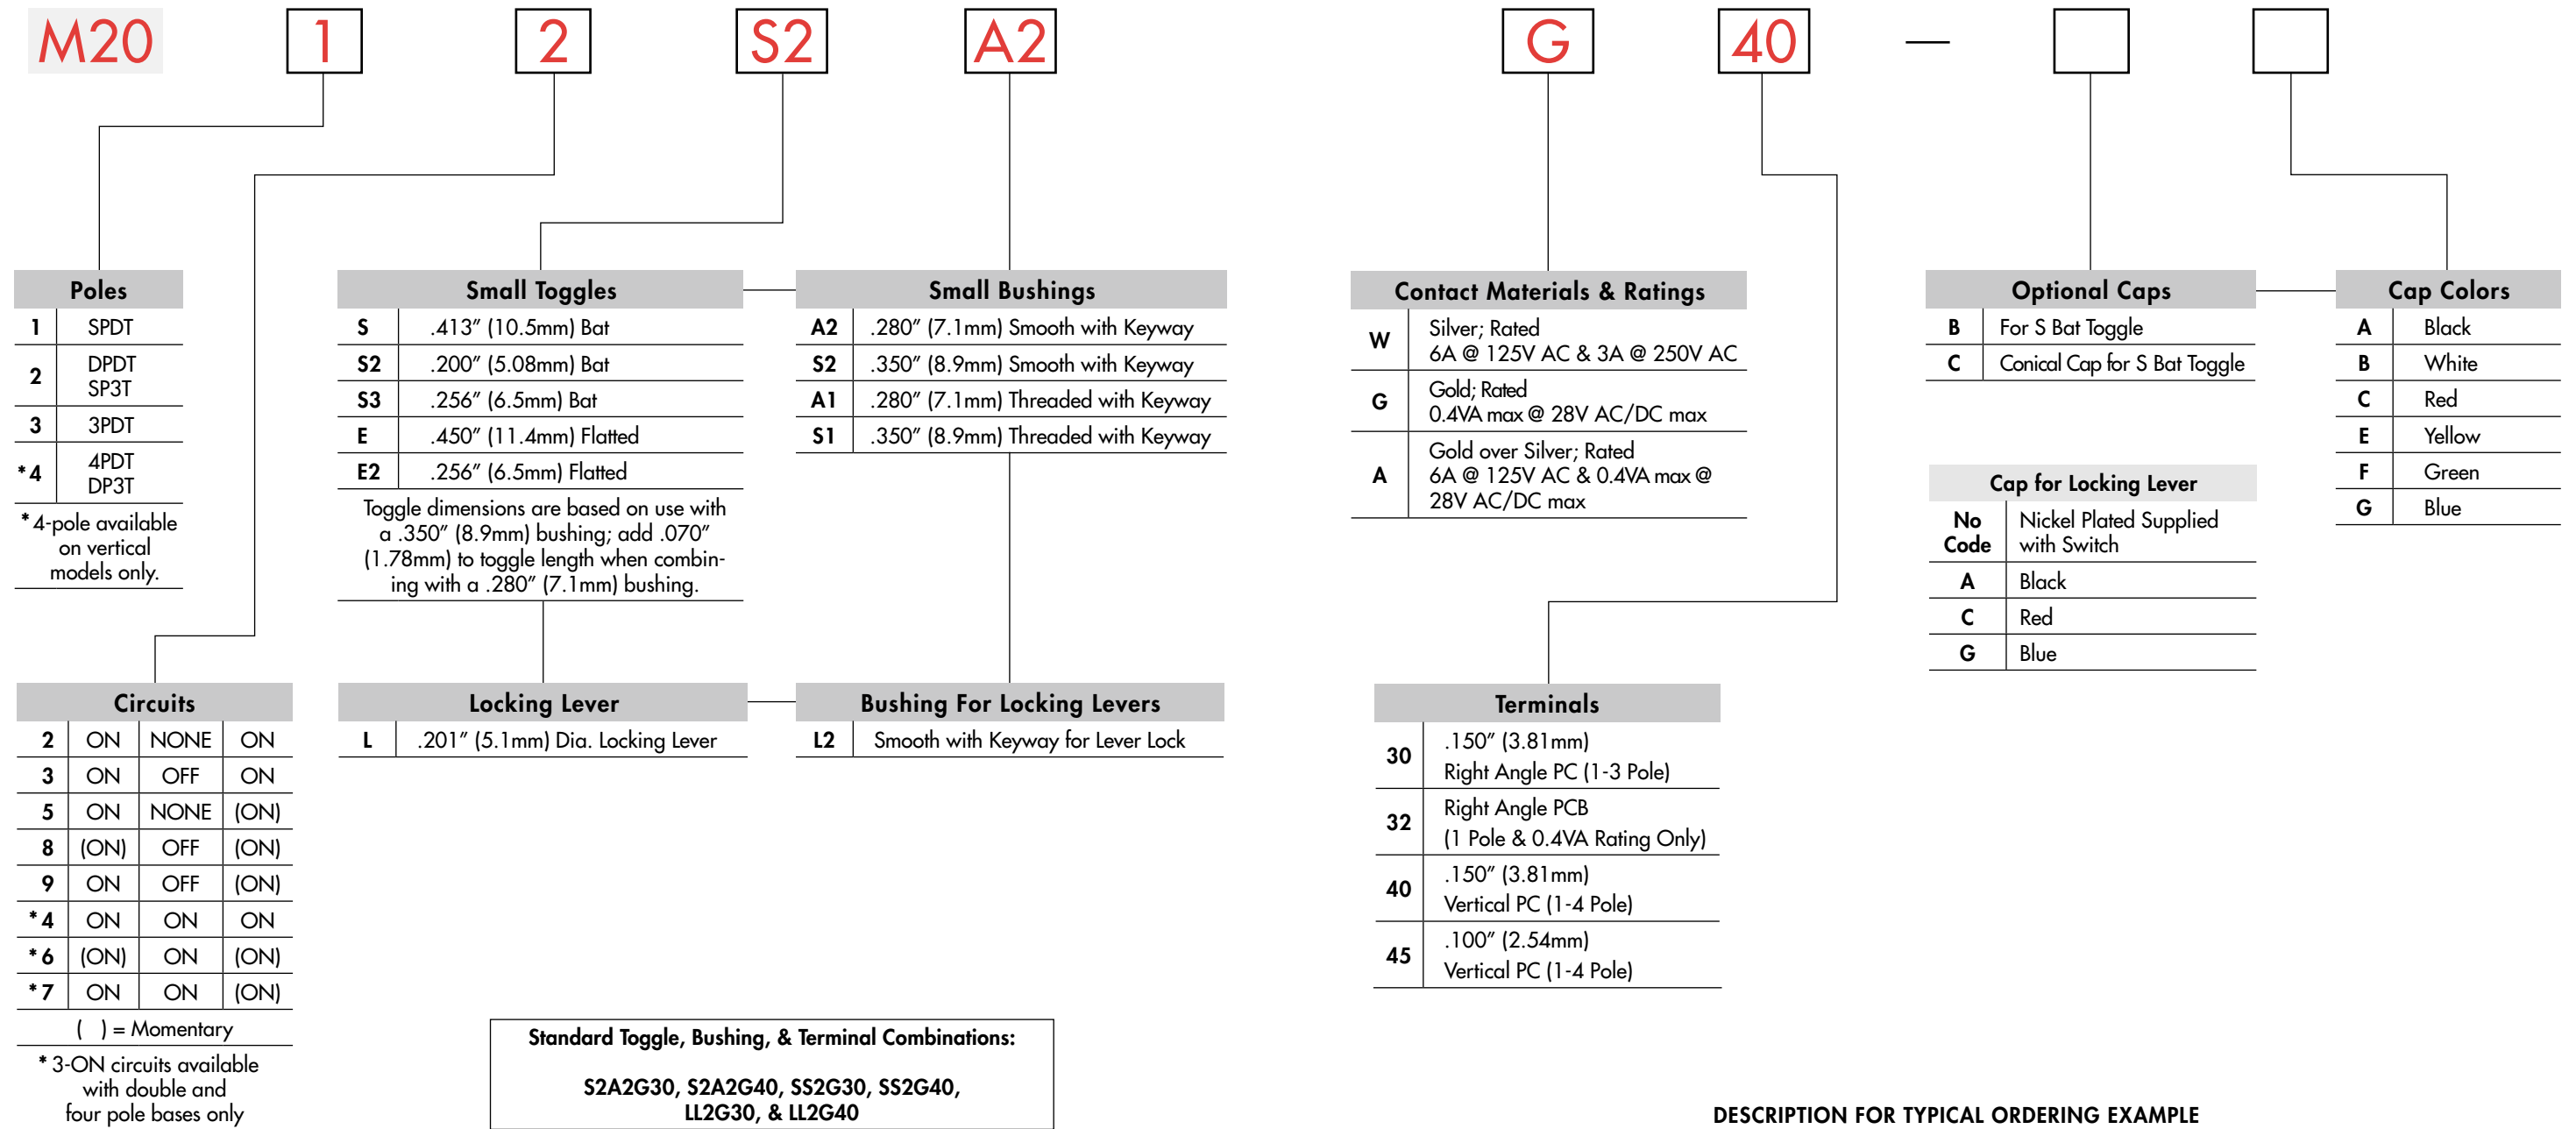 M20 1 2 S2 A2 G 40 —
Poles
1 SPDT
2 DPDT
SP3T
3 3PDT
*4 4PDT
DP3T
* 4-pole available
on vertical
models only.
Circuits
2 ON NONE ON
3 ON OFF ON
5 ON NONE (ON)
8 (ON) OFF (ON)
9 ON OFF (ON)
*4 ON ON ON
*6 (ON) ON (ON)
*7 ON ON (ON)
( ) = Momentary
* 3-ON circuits available
with double and
four pole bases only
Small Toggles
S .413″ (10.5mm) Bat
S2 .200″ (5.08mm) Bat
S3 .256″ (6.5mm) Bat
E .450″ (11.4mm) Flatted
E2 .256″ (6.5mm) Flatted
Toggle dimensions are based on use with
a .350″ (8.9mm) bushing; add .070″
(1.78mm) to toggle length when combin-
ing with a .280″ (7.1mm) bushing.
Locking Lever
L .201″ (5.1mm) Dia. Locking Lever
Small Bushings
A2 .280″ (7.1mm) Smooth with Keyway
S2 .350″ (8.9mm) Smooth with Keyway
A1 .280″ (7.1mm) Threaded with Keyway
S1 .350″ (8.9mm) Threaded with Keyway
Bushing For Locking Levers
L2 Smooth with Keyway for Lever Lock
Standard Toggle, Bushing, & Terminal Combinations:
S2A2G30, S2A2G40, SS2G30, SS2G40,
LL2G30, & LL2G40
Contact Materials & Ratings
W Silver; Rated
6A @ 125V AC & 3A @ 250V AC
G Gold; Rated
0.4VA max @ 28V AC/DC max
A Gold over Silver; Rated
6A @ 125V AC & 0.4VA max @
28V AC/DC max
Terminals
30 .150″ (3.81mm)
Right Angle PC (1-3 Pole)
32 Right Angle PCB
(1 Pole & 0.4VA Rating Only)
40 .150″ (3.81mm)
Vertical PC (1-4 Pole)
45 .100″ (2.54mm)
Vertical PC (1-4 Pole)
Optional Caps
B For S Bat Toggle
C Conical Cap for S Bat Toggle
Cap for Locking Lever
No Code Nickel Plated Supplied
with Switch
A Black
C Red
G Blue
Cap Colors
A Black
B White
C Red
E Yellow
F Green
G Blue
DESCRIPTION FOR TYPICAL ORDERING EXAMPLE